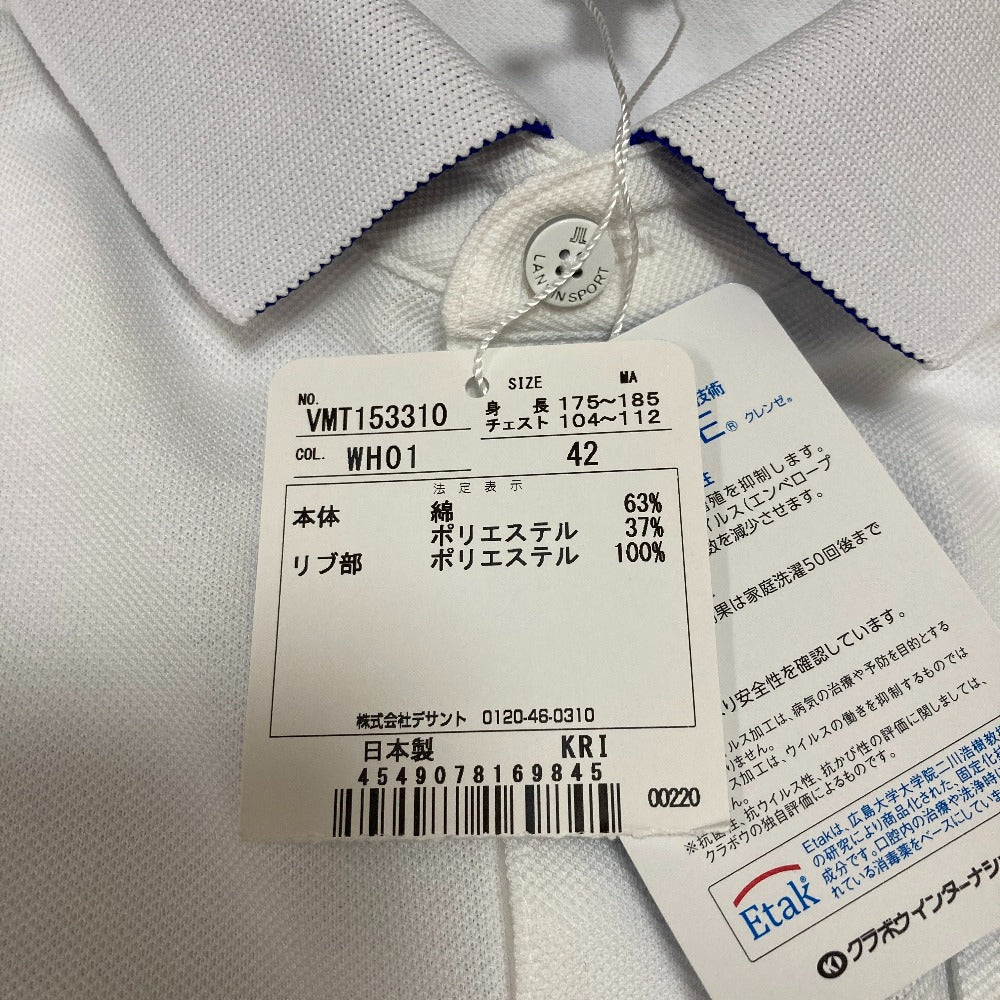 LANVIN SPORT
NO.
VMT153310
SIZE
MA
身 長 175～185
チェスト 104～112
COL. WH01
42
法定表示
本体 綿 63%
ポリエステル 37%
リブ部 ポリエステル 100%
株式会社デサント 0120-46-0310
日本製 KRI
4549078169845
00220
技術
® クレンゼ®
性
殖を抑制します。
イルス(エンベロープ
数を減少させます。
果は家庭洗濯50回後まで
り安全性を確認しています。
ルス加工は、病気の治療や予防を目的とする
りません。
ス加工は、ウイルスの働きを抑制するものでは
ん。
※抗菌性、抗ウイルス性、抗かび性の評価に関しましては、
クラボウの独自評価によるものです。
Etak®
Etakは、広島大学大学院二川浩樹教授
の研究により商品化された、固定化
成分です。口腔内の治療や洗浄時
れている消毒薬をベースにしていま
クラボウインターナシ